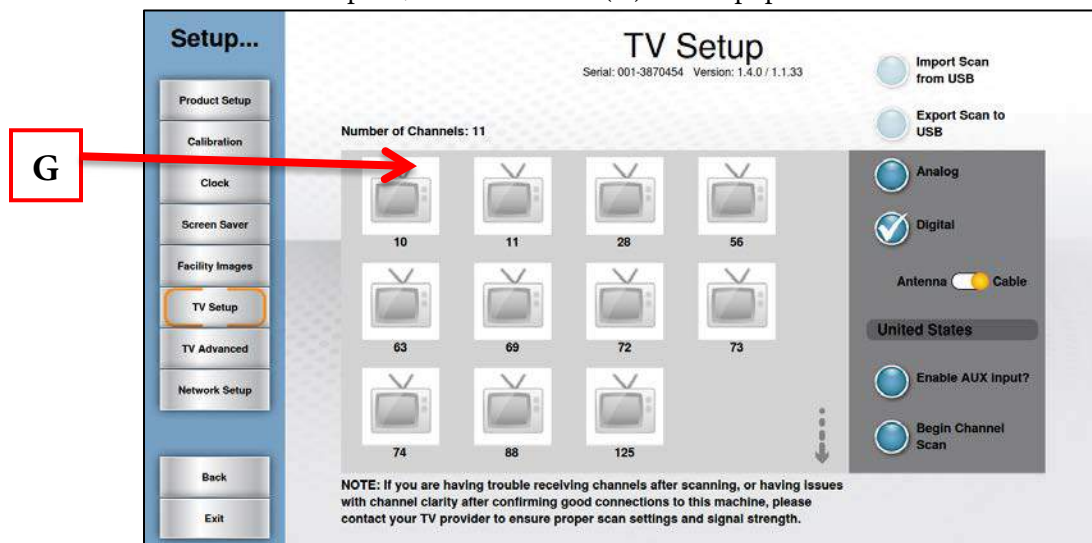 Setup...
TV Setup
Serial: 001-3870454 Version: 1.4.0 / 1.1.33
Import Scan
from USB
Export Scan to
USB
Product Setup
Calibration
Clock
Screen Saver
Facility Images
TV Setup
TV Advanced
Network Setup
Back
Exit
G
Number of Channels: 11
10 11 28 56
63 69 72 73
74 88 125
Analog
Digital
Antenna Cable
United States
Enable AUX input?
Begin Channel
Scan
NOTE: If you are having trouble receiving channels after scanning, or having issues
with channel clarity after confirming good connections to this machine, please
contact your TV provider to ensure proper scan settings and signal strength.